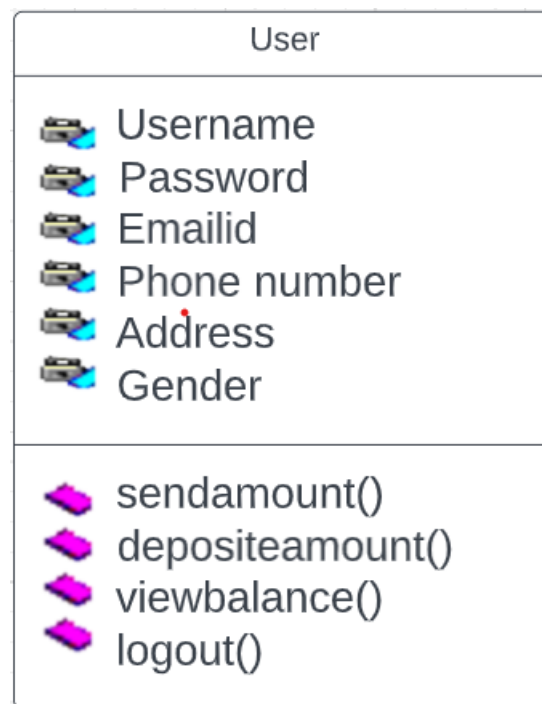 User
Username
Password
Emailid
Phone number
Address
Gender
sendamount()
depositeamount()
viewbalance()
logout()